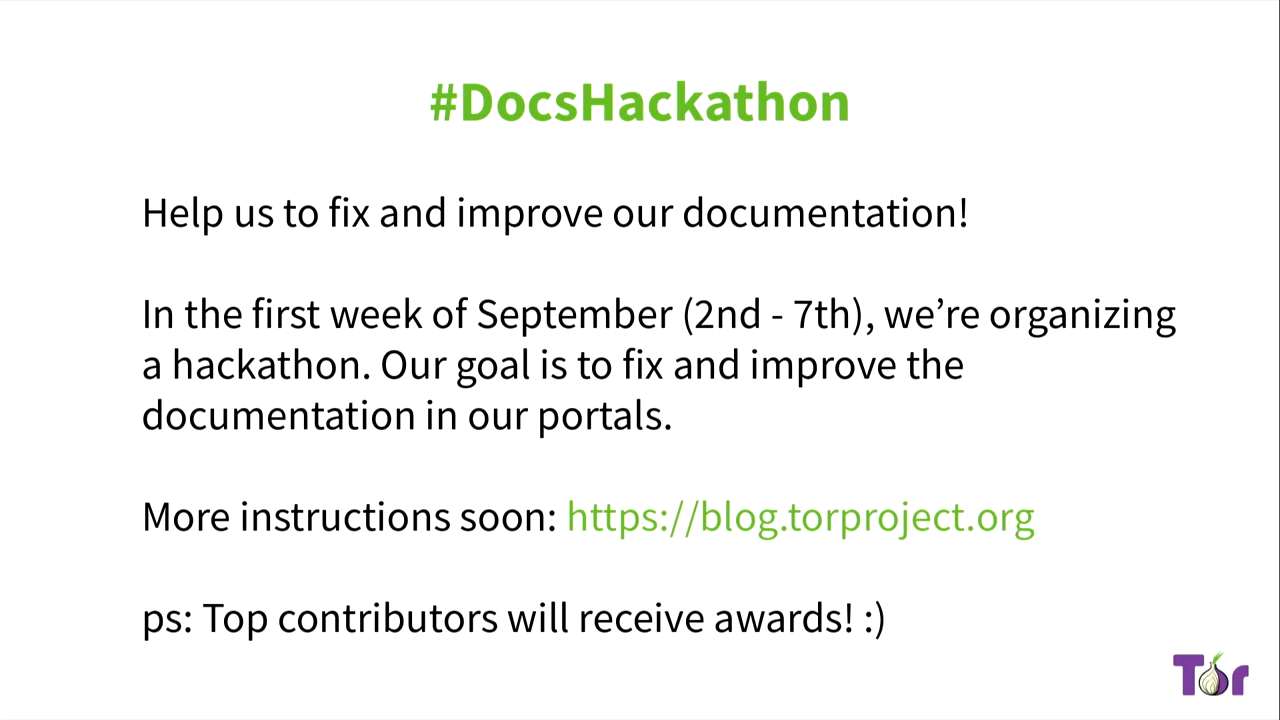 #DocsHackathon
Help us to fix and improve our documentation!
In the first week of September (2nd - 7th), we’re organizing
a hackathon. Our goal is to fix and improve the
documentation in our portals.
More instructions soon: https://blog.torproject.org
ps: Top contributors will receive awards! :)
Tor